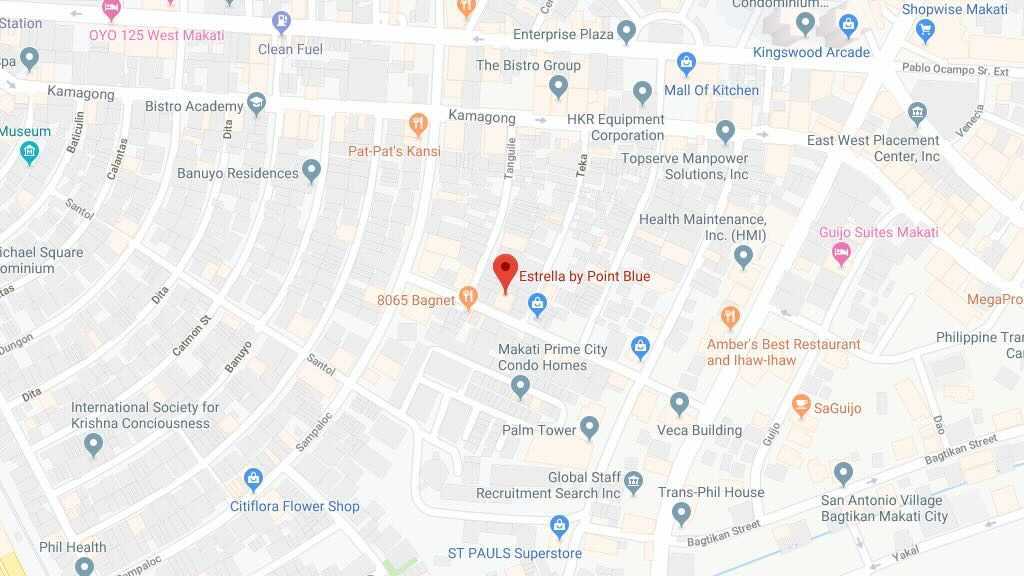 Station
OYO 125 West Makati
Clean Fuel
Enterprise Plaza
Condominium...
Kingswood Arcade
Shopwise Makati
Spa
Kamagong
Bistro Academy
The Bistro Group
Mall Of Kitchen
Pablo Ocampo Sr. Ext
Kamagong
HKR Equipment
Corporation
Venecia
Museum
Baticulin
Calantas
Dita
Pat-Pat's Kansi
Tanguile
Teka
Topserve Manpower
Solutions, Inc
East West Placement
Center, Inc
Banuyo Residences
Santol
Health Maintenance,
Inc. (HMI)
Guijo Suites Makati
ichael Square
ominium
Estrella by Point Blue
8065 Bagnet
Dita
MegaPro
Catmon St
Dungon
Banuyo
Makati Prime City
Condo Homes
Amber's Best Restaurant
and Ihaw-Ihaw
Philippine Tran
Ca
Santol
Dita
International Society for
Krishna Conciousness
Sampaloc
Palm Tower
Veca Building
SaGuijo
Guijo
Dao
Bagtikan Street
Citiflora Flower Shop
Global Staff
Recruitment Search Inc
Trans-Phil House
San Antonio Village
Bagtikan Makati City
Bagtikan Street
Phil Health
ST PAULS Superstore
Yakal
Sampaloc